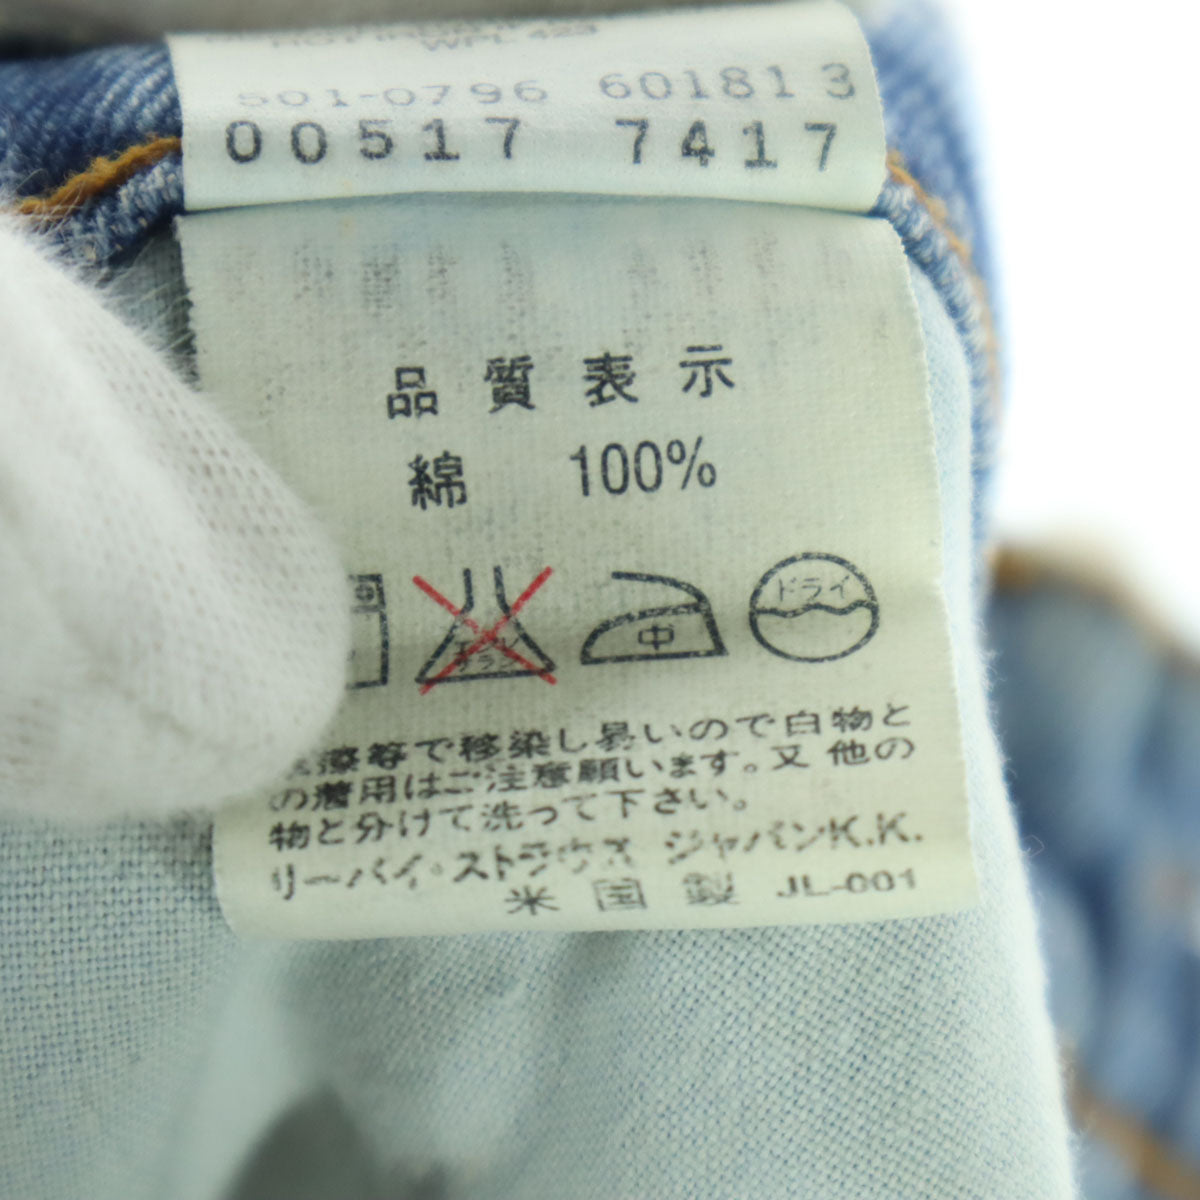 WPL 423
501-0796 601813
00517 7417
品質表示
綿 100%
中 ドライ
等で移染し易いので白物と
の着用はご注意願います。又他の
物と分けて洗って下さい。
リーバイ・ストラウス ジャパンK.K.
米国製 JL-001